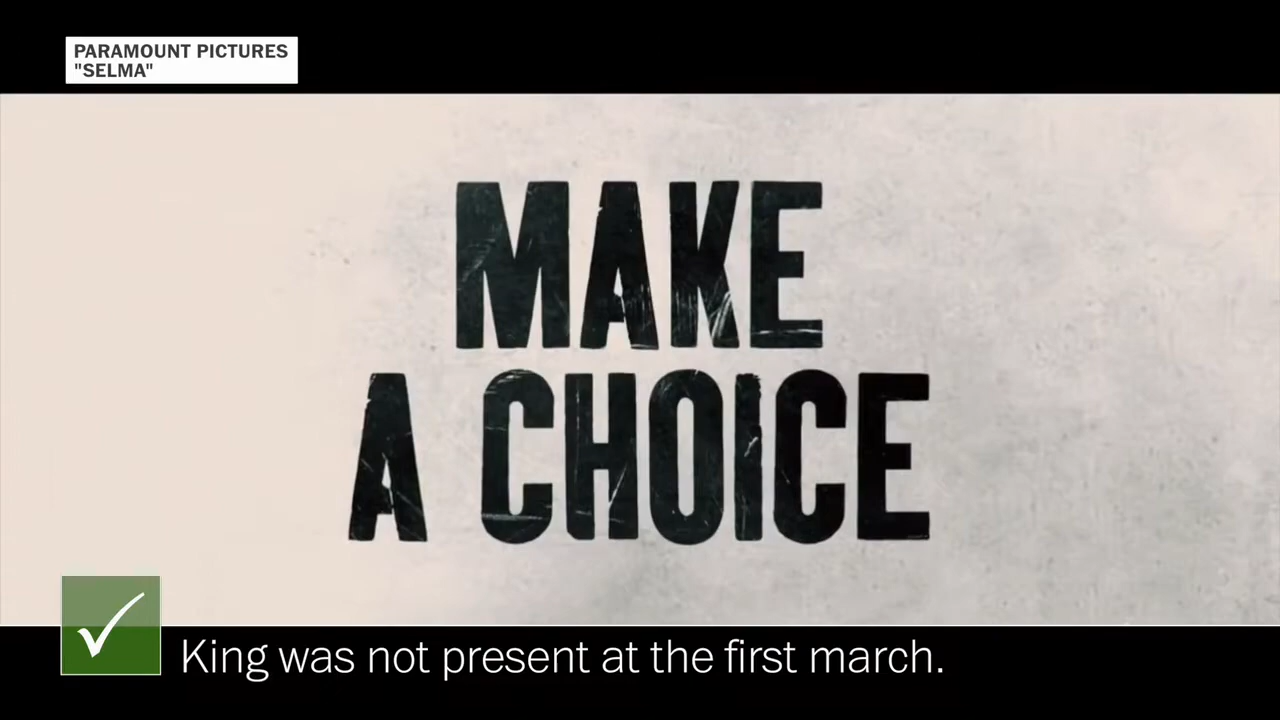 PARAMOUNT PICTURES
"SELMA"
MAKE
A CHOICE
King was not present at the first march.